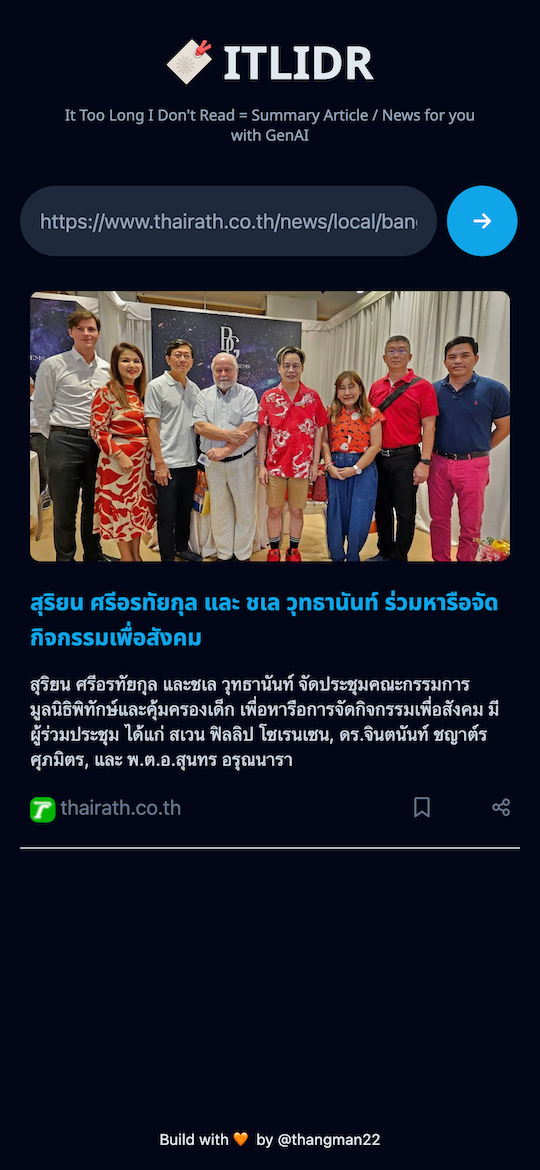 ITLIDR
It Too Long I Don't Read = Summary Article / News for you
with GenAI
https://www.thairath.co.th/news/local/ban
BG
สุริยน ศรีอรทัยกุล และ ชเล วุทธานันท์ ร่วมหารือจัด
กิจกรรมเพื่อสังคม
สุริยน ศรีอรทัยกุล และชเล วุทธานันท์ จัดประชุมคณะกรรมการ
มูลนิธิพิทักษ์และคุ้มครองเด็ก เพื่อหารือการจัดกิจกรรมเพื่อสังคม มี
ผู้ร่วมประชุม ได้แก่ สเวน ฟิลลิป โซเรนเซน, ดร.จินตนันท์ ชญาต์ร
ศุภมิตร, และ พ.ต.อ.สุนทร อรุณนารา
thairath.co.th
Build with 🧡 by @thangman22